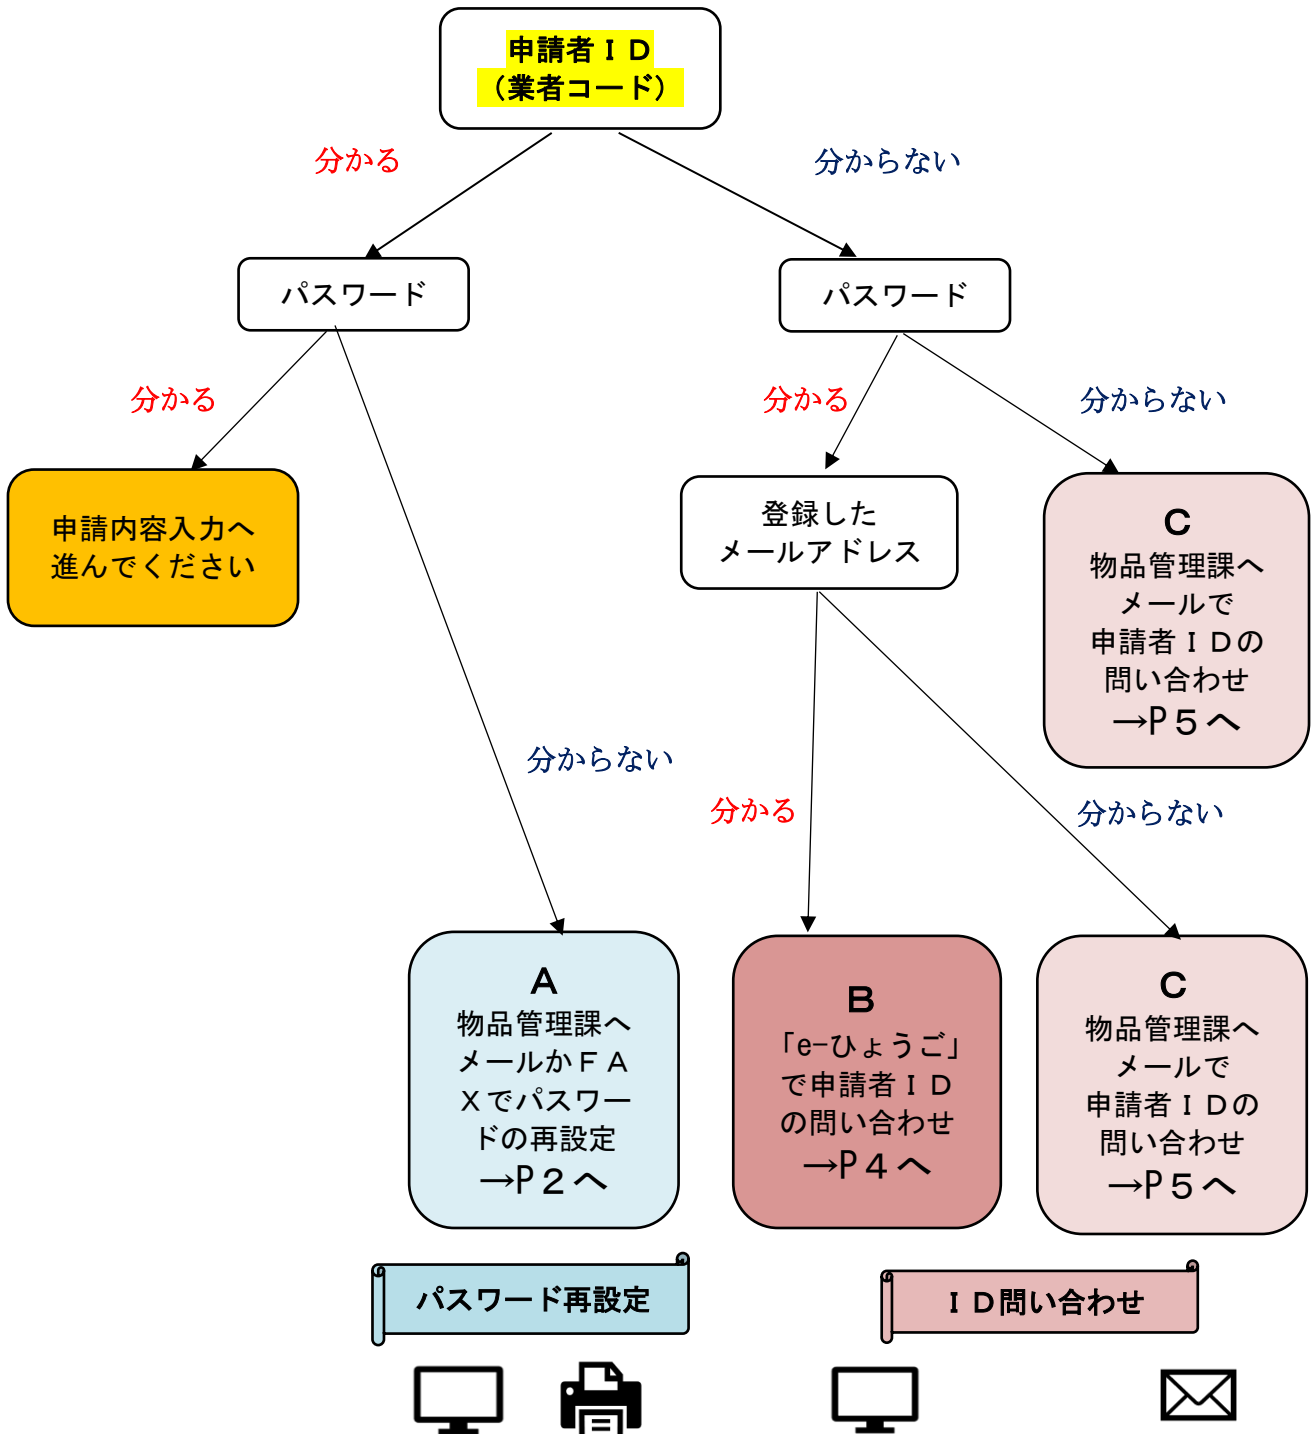 申請者ＩＤ
（業者コード）
分かる
分からない
パスワード
パスワード
分かる
分かる
分からない
申請内容入力へ
進んでください
登録した
メールアドレス
Ｃ
物品管理課へ
メールで
申請者ＩＤの
問い合わせ
→P５へ
分からない
分かる
分からない
Ａ
物品管理課へ
メールかＦＡ
Ｘでパスワー
ドの再設定
→P２へ
Ｂ
「e-ひょうご」
で申請者ＩＤ
の問い合わせ
→P４へ
Ｃ
物品管理課へ
メールで
申請者ＩＤの
問い合わせ
→P５へ
パスワード再設定
ＩＤ問い合わせ